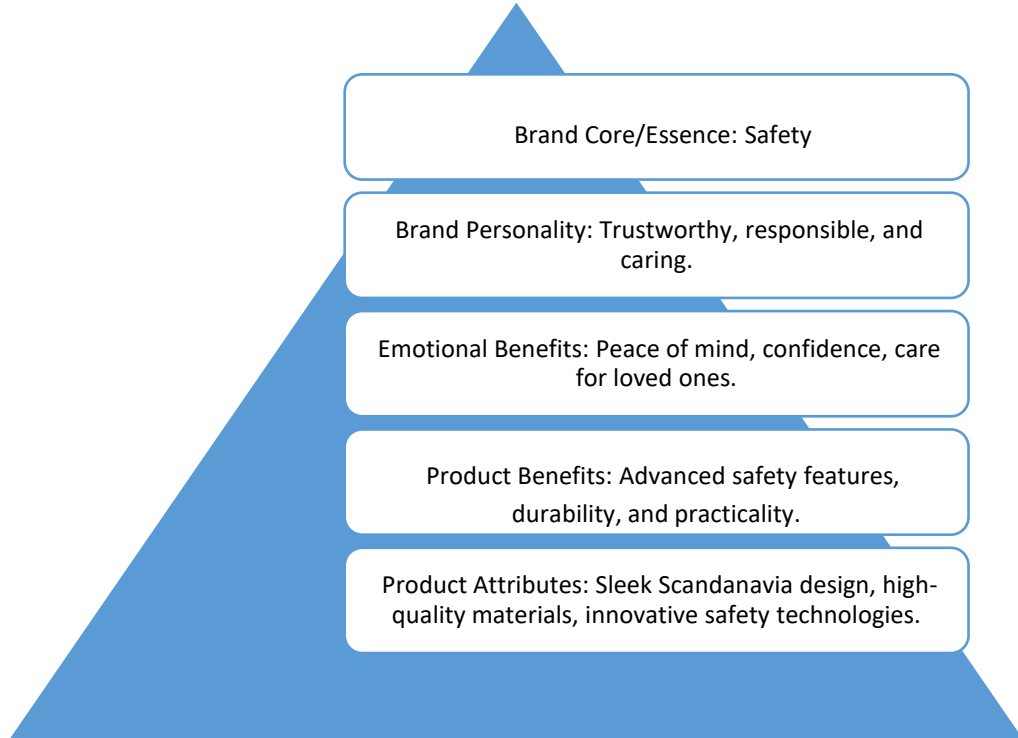 Brand Core/Essence: Safety
Brand Personality: Trustworthy, responsible, and
caring.
Emotional Benefits: Peace of mind, confidence, care
for loved ones.
Product Benefits: Advanced safety features,
durability, and practicality.
Product Attributes: Sleek Scandanavia design, high-
quality materials, innovative safety technologies.